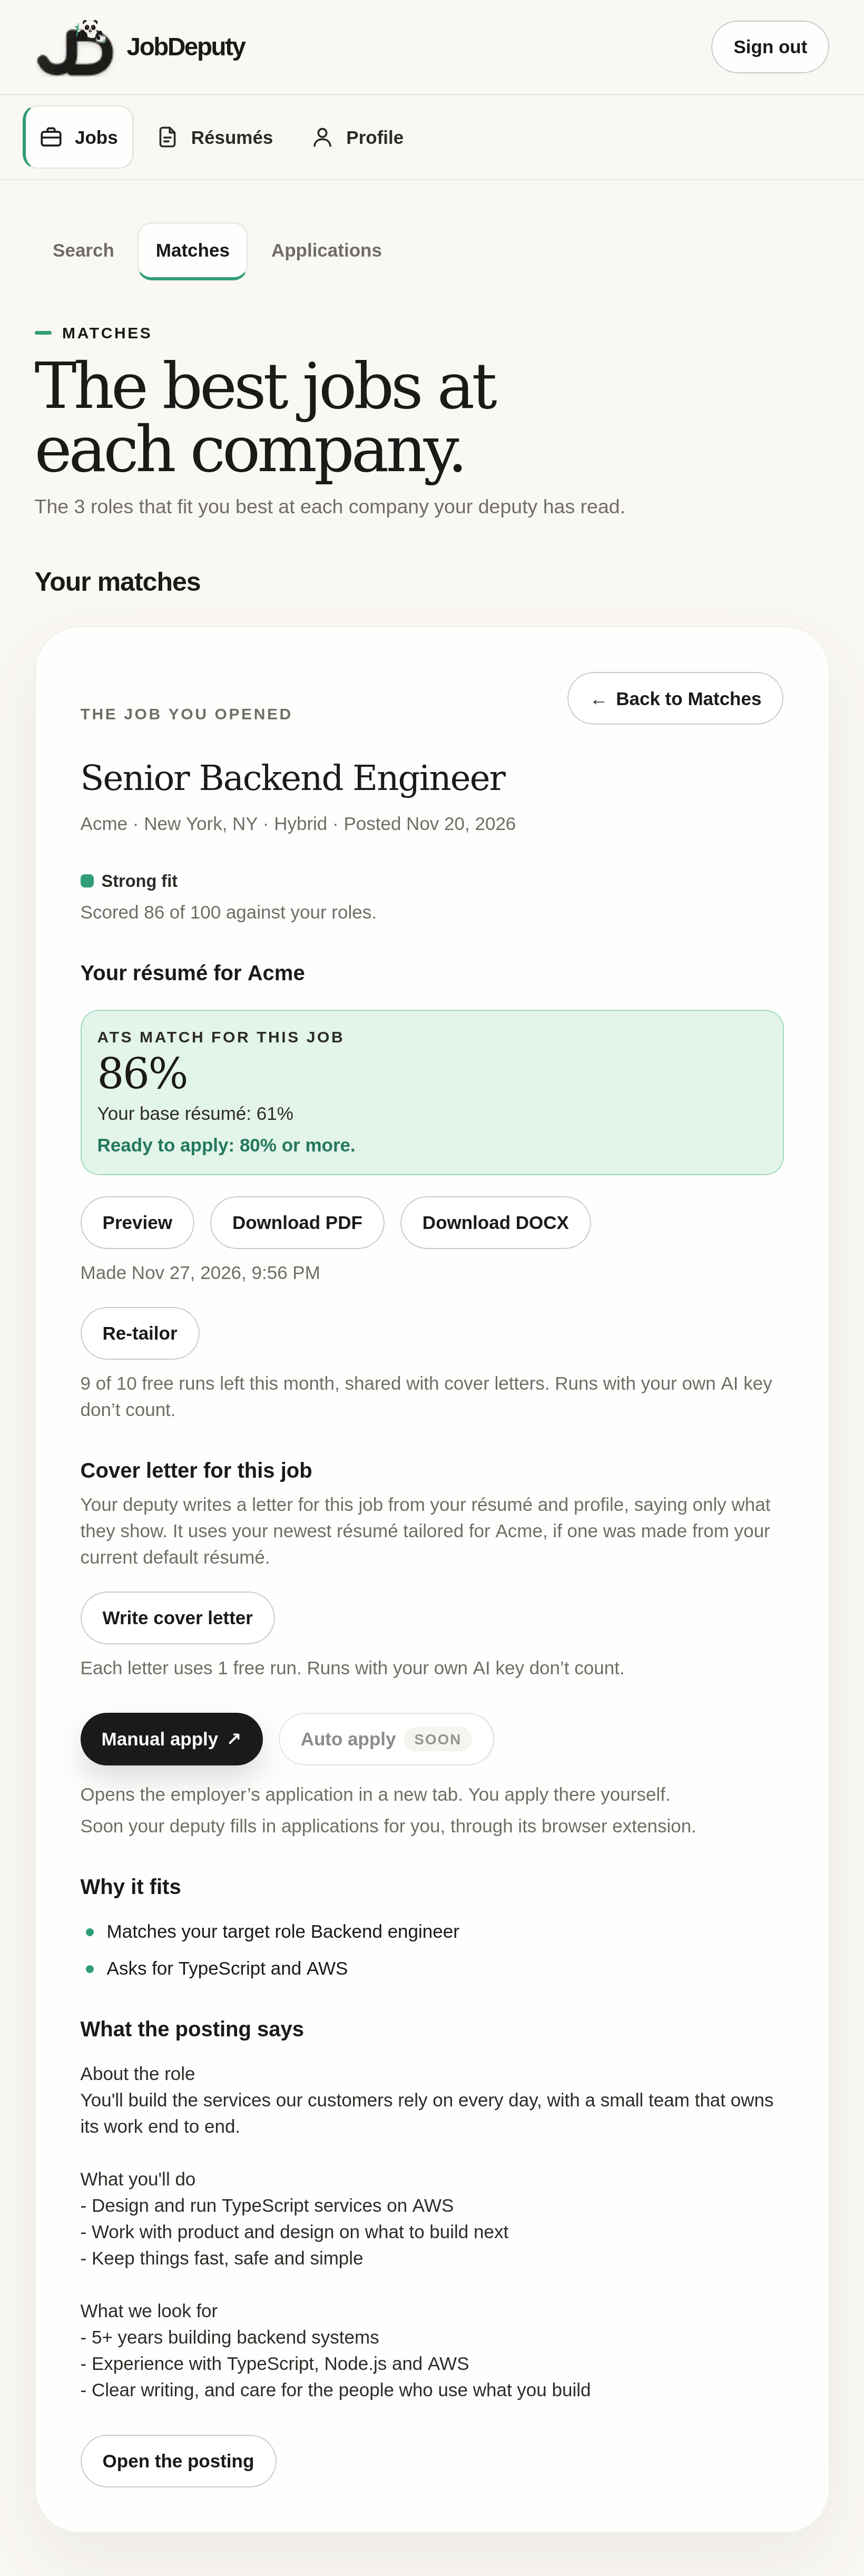 JobDeputy
Sign out
Jobs
Résumés
Profile
Search
Matches
Applications
MATCHES
The best jobs at
each company.
The 3 roles that fit you best at each company your deputy has read.
Your matches
THE JOB YOU OPENED
← Back to Matches
Senior Backend Engineer
Acme · New York, NY · Hybrid · Posted Nov 20, 2026
Strong fit
Scored 86 of 100 against your roles.
Your résumé for Acme
ATS MATCH FOR THIS JOB
86%
Your base résumé: 61%
Ready to apply: 80% or more.
Preview
Download PDF
Download DOCX
Made Nov 27, 2026, 9:56 PM
Re-tailor
9 of 10 free runs left this month, shared with cover letters. Runs with your own AI key
don’t count.
Cover letter for this job
Your deputy writes a letter for this job from your résumé and profile, saying only what
they show. It uses your newest résumé tailored for Acme, if one was made from your
current default résumé.
Write cover letter
Each letter uses 1 free run. Runs with your own AI key don’t count.
Manual apply ↗
Auto apply SOON
Opens the employer’s application in a new tab. You apply there yourself.
Soon your deputy fills in applications for you, through its browser extension.
Why it fits
Matches your target role Backend engineer
Asks for TypeScript and AWS
What the posting says
About the role
You'll build the services our customers rely on every day, with a small team that owns
its work end to end.
What you'll do
- Design and run TypeScript services on AWS
- Work with product and design on what to build next
- Keep things fast, safe and simple
What we look for
- 5+ years building backend systems
- Experience with TypeScript, Node.js and AWS
- Clear writing, and care for the people who use what you build
Open the posting